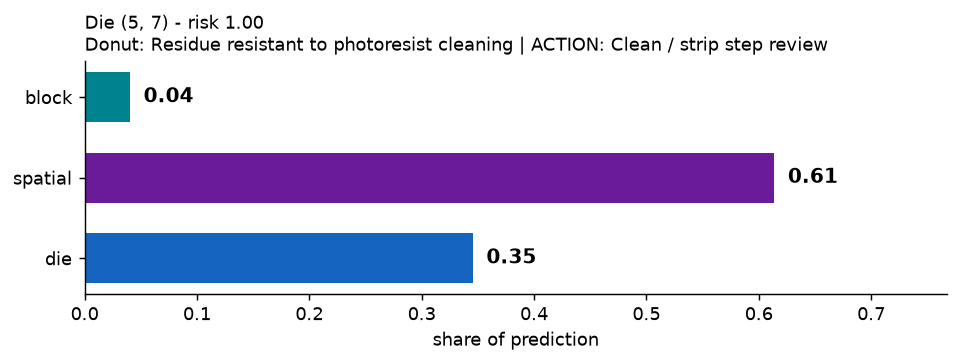 Die (5, 7) - risk 1.00
Donut: Residue resistant to photoresist cleaning | ACTION: Clean / strip step review
block
0.04
spatial
0.61
die
0.35
0.0 0.1 0.2 0.3 0.4 0.5 0.6 0.7
share of prediction